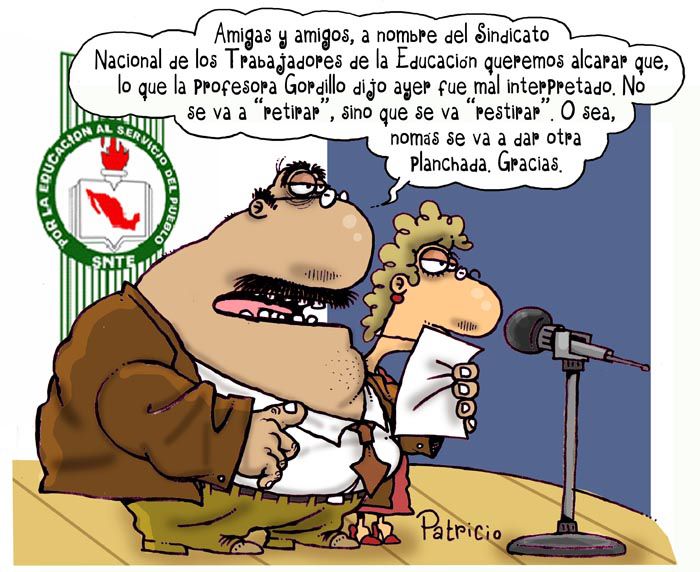 Amigas y amigos, a nombre del Sindicato
Nacional de los Trabajadores de la Educación queremos alcarar que,
lo que la Profesora Gordillo dijo ayer fue mal interpretado. No
se va a “retirar”, sino que se va “restirar”. O sea,
nomás se va a dar otra
planchada. Gracias.
POR LA EDUCACION AL SERVICIO DEL PUEBLO
SNTE
Patricio